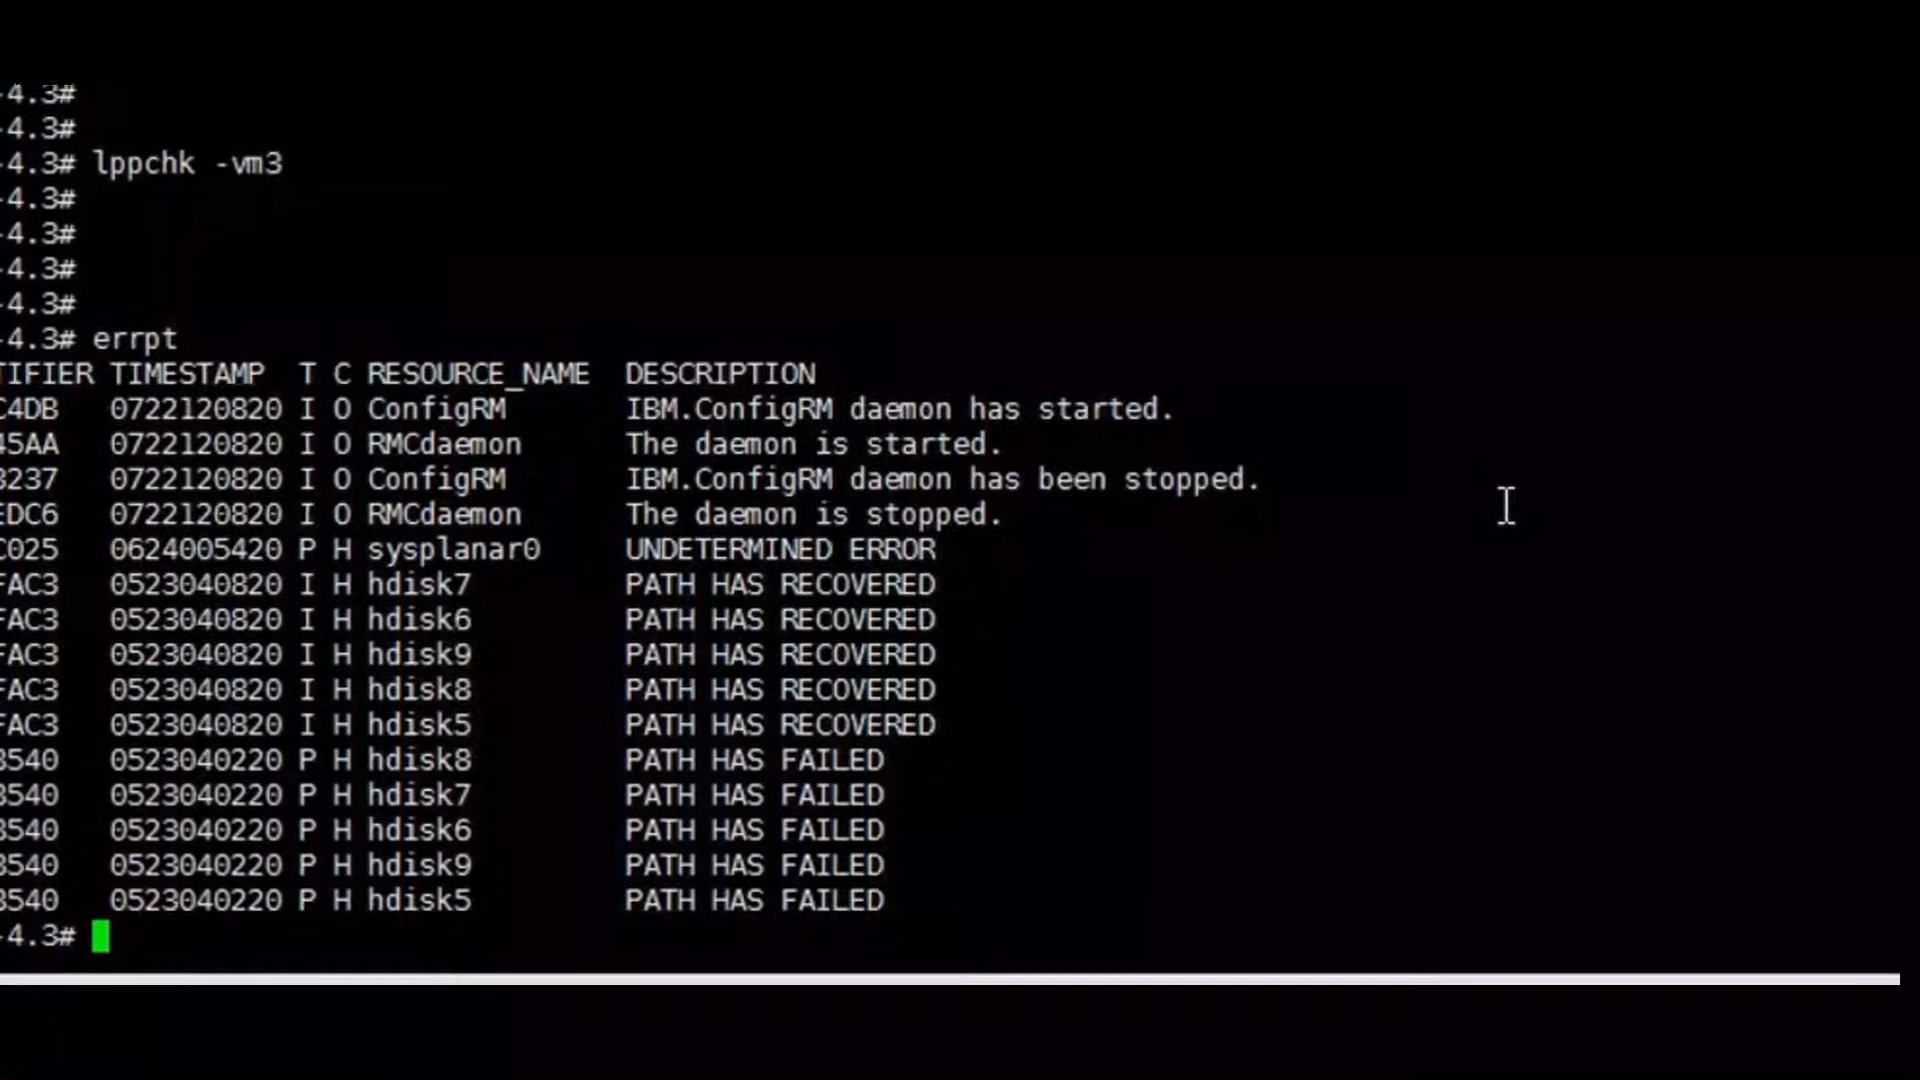 -4.3#
-4.3#
-4.3# lppchk -vm3
-4.3#
-4.3#
-4.3#
-4.3#
-4.3# errpt
TIFIER TIMESTAMP  T C RESOURCE_NAME  DESCRIPTION
C4DB   0722120820 I O ConfigRM       IBM.ConfigRM daemon has started.
45AA   0722120820 I O RMCdaemon      The daemon is started.
3237   0722120820 I O ConfigRM       IBM.ConfigRM daemon has been stopped.
EDC6   0722120820 I O RMCdaemon      The daemon is stopped.
C025   0624005420 P H sysplanar0     UNDETERMINED ERROR
FAC3   0523040820 I H hdisk7         PATH HAS RECOVERED
FAC3   0523040820 I H hdisk6         PATH HAS RECOVERED
FAC3   0523040820 I H hdisk9         PATH HAS RECOVERED
FAC3   0523040820 I H hdisk8         PATH HAS RECOVERED
FAC3   0523040820 I H hdisk5         PATH HAS RECOVERED
3540   0523040220 P H hdisk8         PATH HAS FAILED
3540   0523040220 P H hdisk7         PATH HAS FAILED
3540   0523040220 P H hdisk6         PATH HAS FAILED
3540   0523040220 P H hdisk9         PATH HAS FAILED
3540   0523040220 P H hdisk5         PATH HAS FAILED
-4.3#